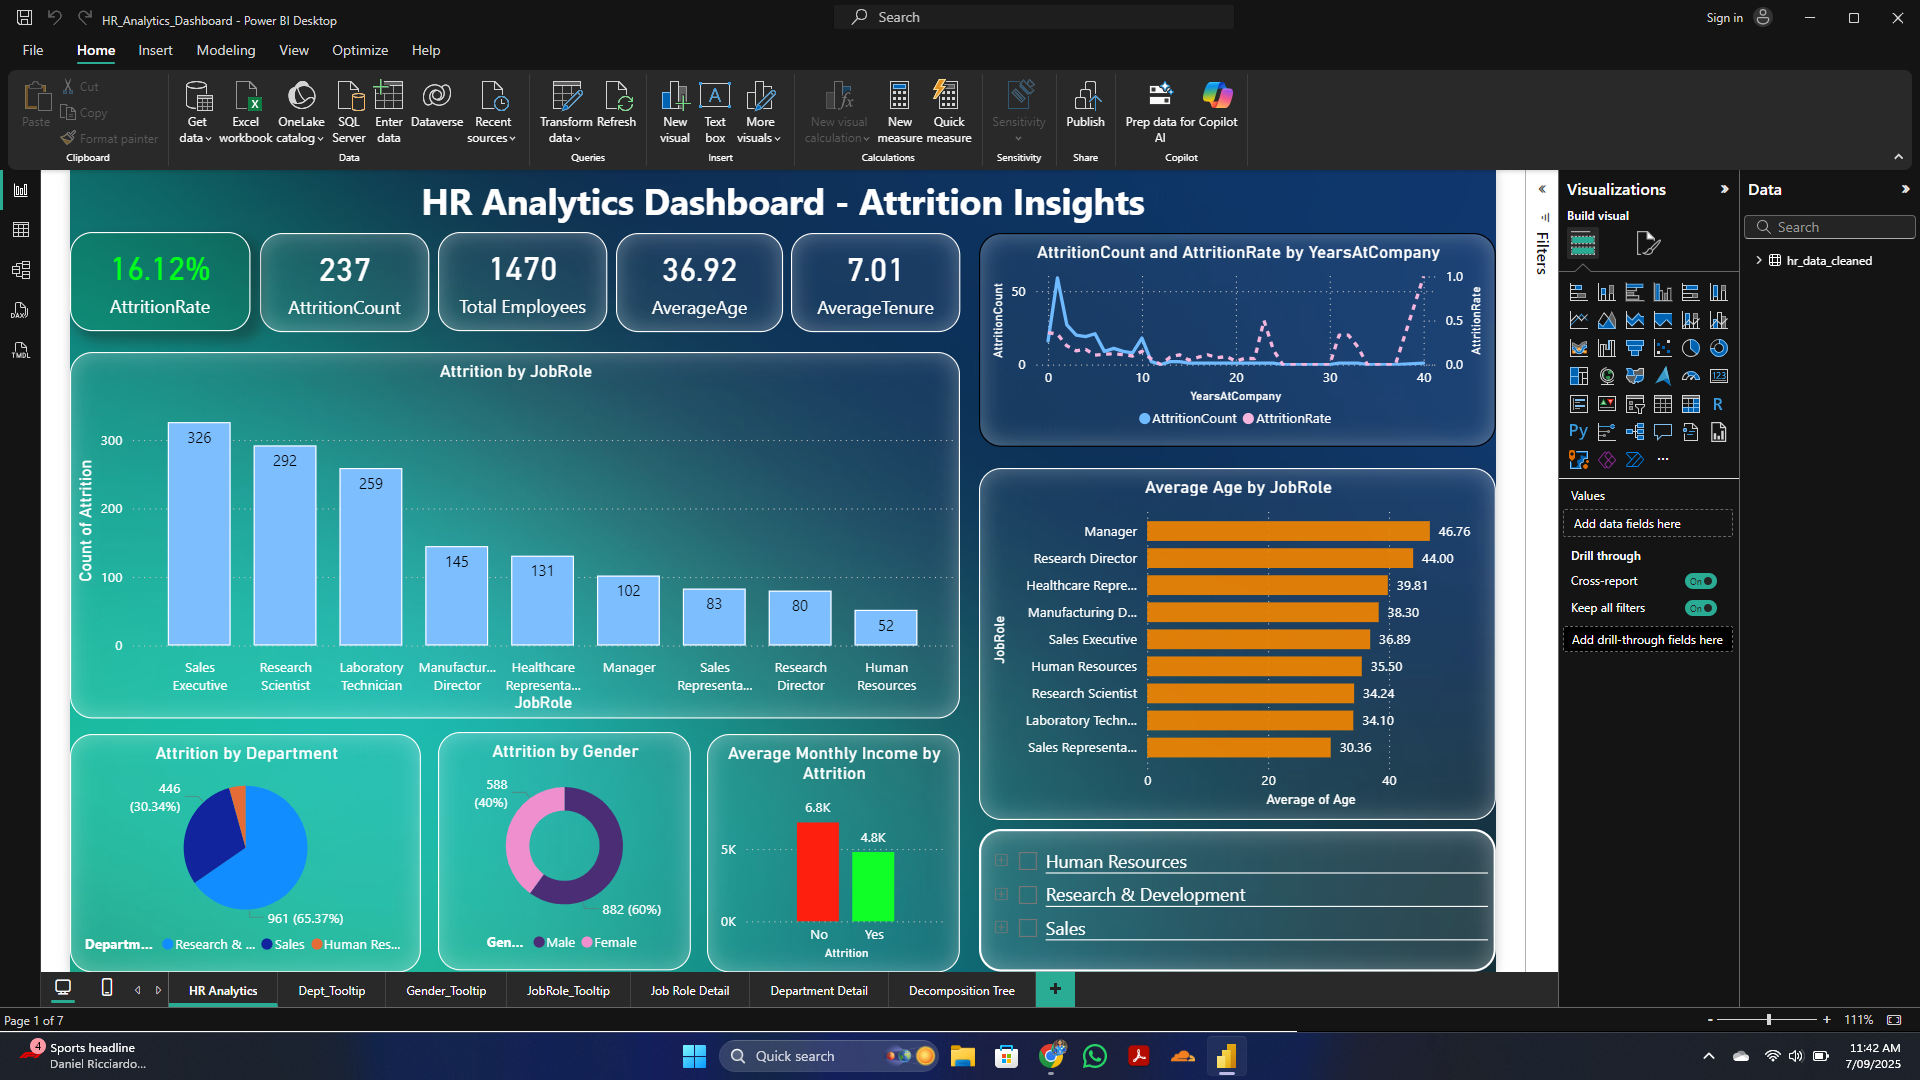 HR_Analytics_Dashboard - Power BI Desktop
Search
Sign in
File
Home
Insert
Modeling
View
Optimize
Help
Paste
Cut
Copy
Format painter
Clipboard
Get data
Excel workbook
OneLake catalog
SQL Server
Enter data
Dataverse
Recent sources
Data
Transform data
Refresh
Queries
New visual
Text box
More visuals
Insert
New visual calculation
New measure
Quick measure
Calculations
Sensitivity
Sensitivity
Publish
Share
Prep data for AI
Copilot
Copilot
HR Analytics Dashboard - Attrition Insights
16.12%
AttritionRate
237
AttritionCount
1470
Total Employees
36.92
AverageAge
7.01
AverageTenure
AttritionCount and AttritionRate by YearsAtCompany
AttritionCount
50
0
1.0
0.5
0.0
AttritionRate
0 10 20 30 40
YearsAtCompany
AttritionCount AttritionRate
Attrition by JobRole
Count of Attrition
300
200
100
0
326
292
259
145
131
102
83
80
52
Sales Executive
Research Scientist
Laboratory Technician
Manufactur... Director
Healthcare Representa...
Manager
Sales Representa...
Research Director
Human Resources
JobRole
Average Age by JobRole
JobRole
Manager 46.76
Research Director 44.00
Healthcare Repre... 39.81
Manufacturing D... 38.30
Sales Executive 36.89
Human Resources 35.50
Research Scientist 34.24
Laboratory Techn... 34.10
Sales Representa... 30.36
0 20 40
Average of Age
Attrition by Department
446
(30.34%)
961 (65.37%)
Departm... Research & ... Sales Human Res...
Attrition by Gender
588
(40%)
882 (60%)
Gen... Male Female
Average Monthly Income by
Attrition
6.8K
4.8K
5K
0K
No Yes
Attrition
Human Resources
Research & Development
Sales
Filters
Visualizations
Build visual
123
R
Py
...
Values
Add data fields here
Drill through
Cross-report
On
Keep all filters
On
Add drill-through fields here
Data
Search
hr_data_cleaned
DAX
TMDL
HR Analytics
Dept_Tooltip
Gender_Tooltip
JobRole_Tooltip
Job Role Detail
Department Detail
Decomposition Tree
+
Page 1 of 7
- + 111%
4
Sports headline
Daniel Ricciardo...
Quick search
11:42 AM
7/09/2025